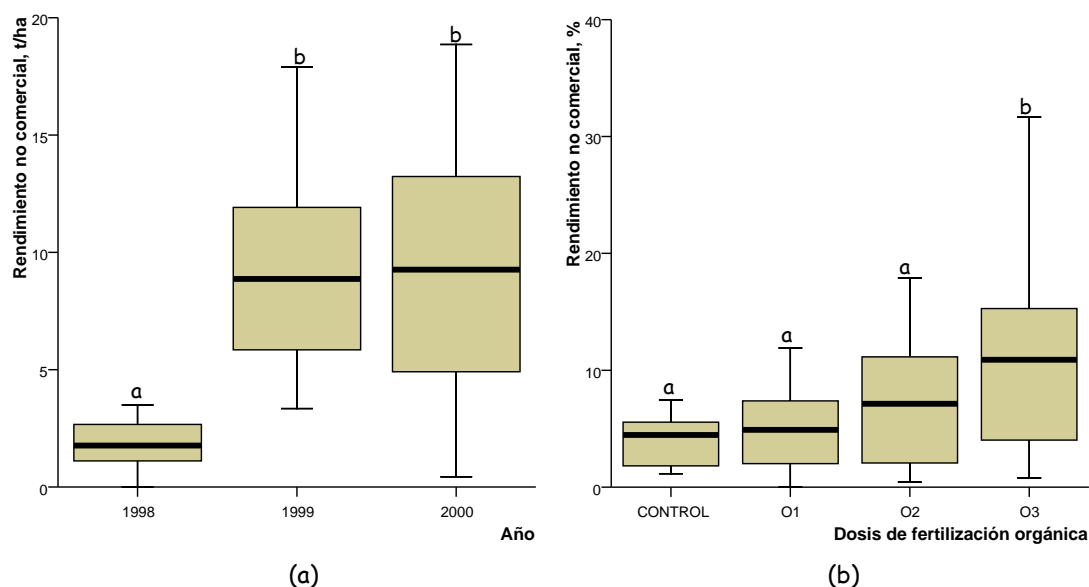 Rendimiento no comercial, t/ha
20
15
10
5
0
a
b
b
1998
1999
2000
Año
(a)
Rendimiento no comercial, %
40
30
20
10
0
a
a
a
b
CONTROL
O1
O2
O3
Dosis de fertilización orgánica
(b)